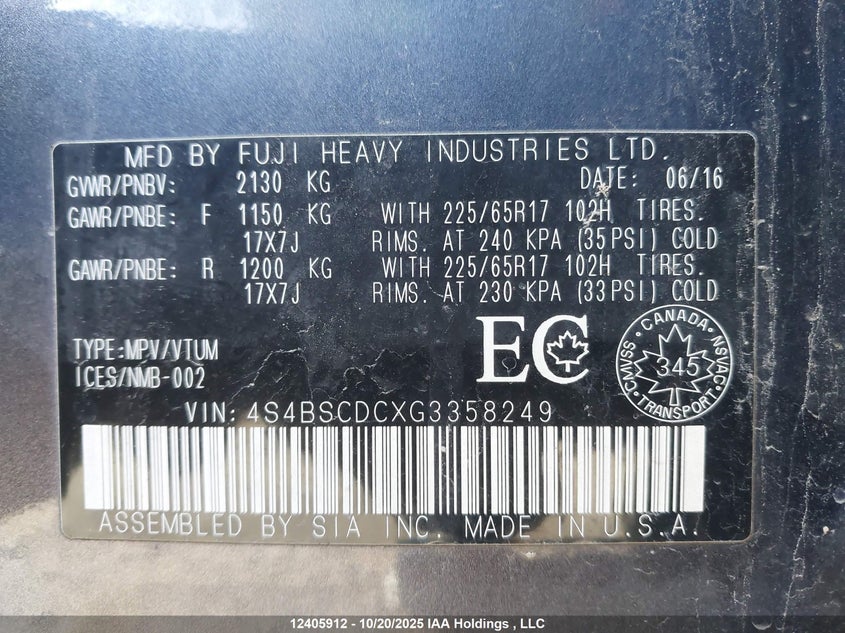 MFD BY FUJI HEAVY INDUSTRIES LTD.
GVWR/PNBV: 2130 KG DATE: 06/16
GAWR/PNBE: F 1150 KG WITH 225/65R17 102H TIRES.
17X7J RIMS. AT 240 KPA (35PSI) COLD
GAWR/PNBE: R 1200 KG WITH 225/65R17 102H TIRES.
17X7J RIMS. AT 230 KPA (33PSI) COLD
TYPE:MPV/VTUM
ICES/NMB-002
EC
CANADA
CMVSS 345 NSVAC
TRANSPORT
VIN: 4S4BSCDCXG3358249
ASSEMBLED BY SIA INC. MADE IN U.S.A.
12405912 - 10/20/2025 IAA Holdings , LLC